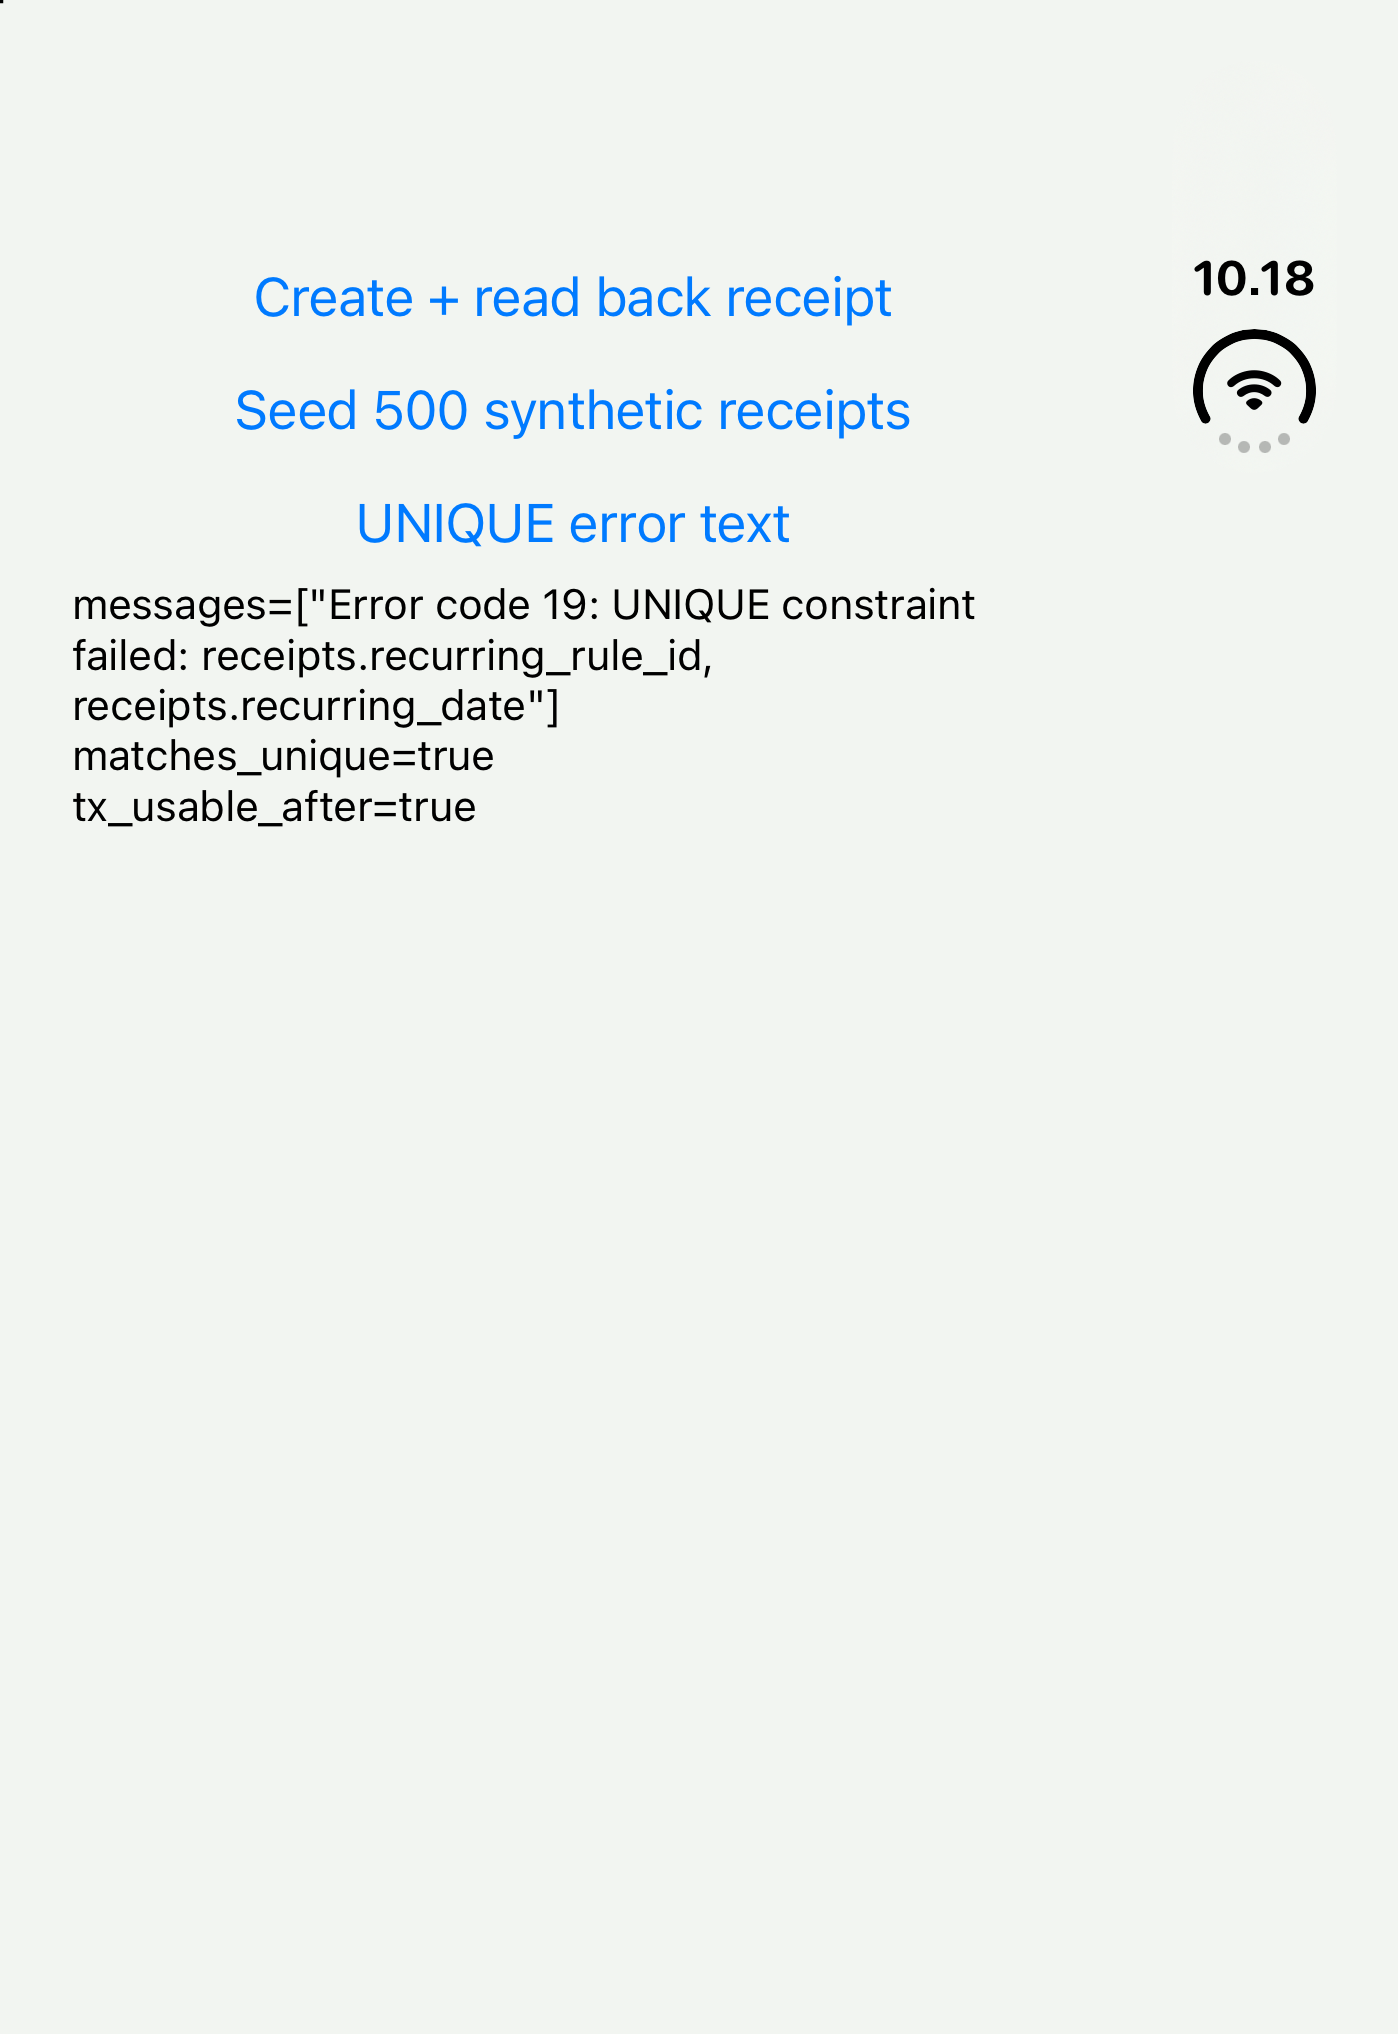 10.18
Create + read back receipt
Seed 500 synthetic receipts
UNIQUE error text
messages=["Error code 19: UNIQUE constraint
failed: receipts.recurring_rule_id,
receipts.recurring_date"]
matches_unique=true
tx_usable_after=true